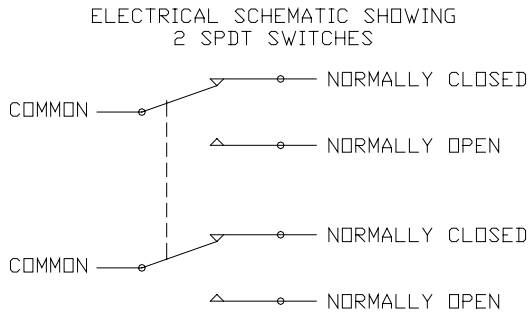 ELECTRICAL SCHEMATIC SHOWING
2 SPDT SWITCHES
NORMALLY CLOSED
COMMON
NORMALLY OPEN
NORMALLY CLOSED
COMMON
NORMALLY OPEN